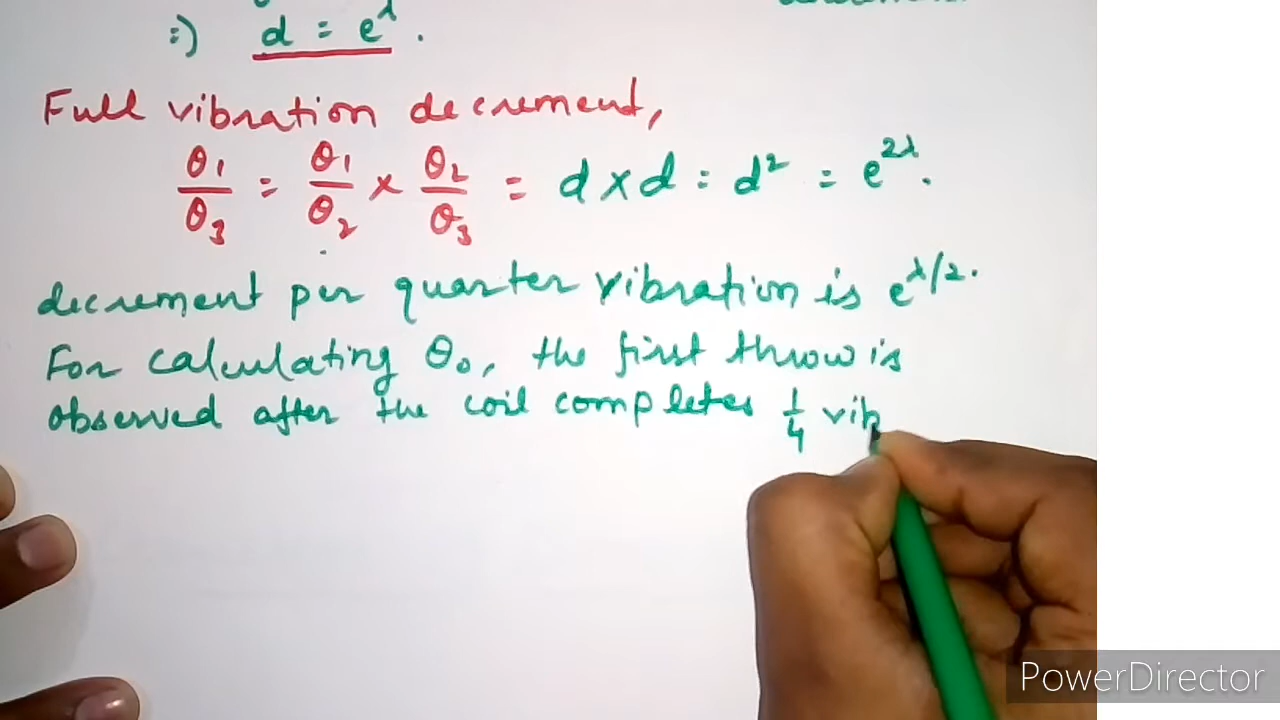 =) d = e^λ.
Full vibration decrement,
θ1/θ3 = θ1/θ2 × θ2/θ3 = d × d = d² = e^2λ.
decrement per quarter vibration is e^λ/2.
For calculating θ0, the first throw is
observed after the coil completes 1/4 vib
PowerDirector